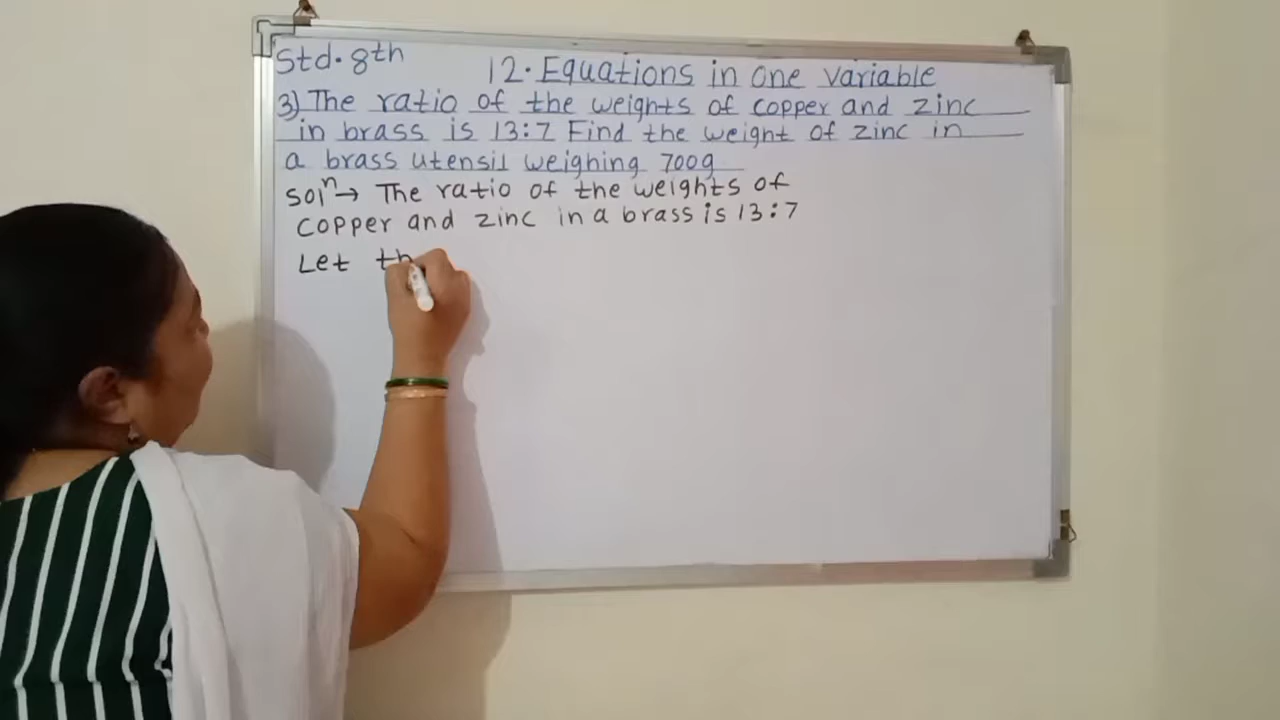 Std. 8th
12. Equations in one variable
3) The ratio of the weights of copper and zinc
in brass is 13:7 Find the weight of zinc in
a brass utensil weighing 700g
Solⁿ → The ratio of the weights of
copper and zinc in a brass is 13:7
Let th